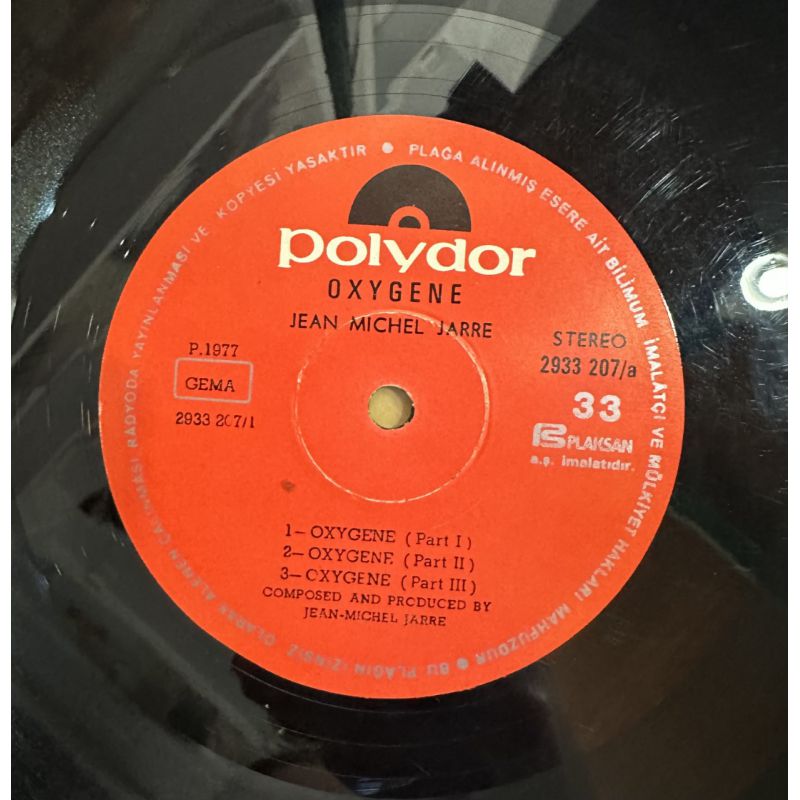 polydor
OXYGENE
JEAN MICHEL JARRE
P.1977
GEMA
2933 207/1
STEREO
2933 207/a
33
PLAKSAN
a.ş. imalatıdır.
1—OXYGENE (Part I)
2—OXYGENE (Part II)
3—OXYGENE (Part III)
COMPOSED AND PRODUCED BY
JEAN-MICHEL JARRE
PLAĞA ALINMIŞ ESERE AİT BİLİMUM İMALÂTÇI VE MÜLKİYET HAKLARI MAHFUZDUR ● BU PLAĞIN İZİNSİZ OLARAK ALENEN ÇALINMASI RADYODA YAYINLANMASI VE KOPYESİ YASAKTIR ●